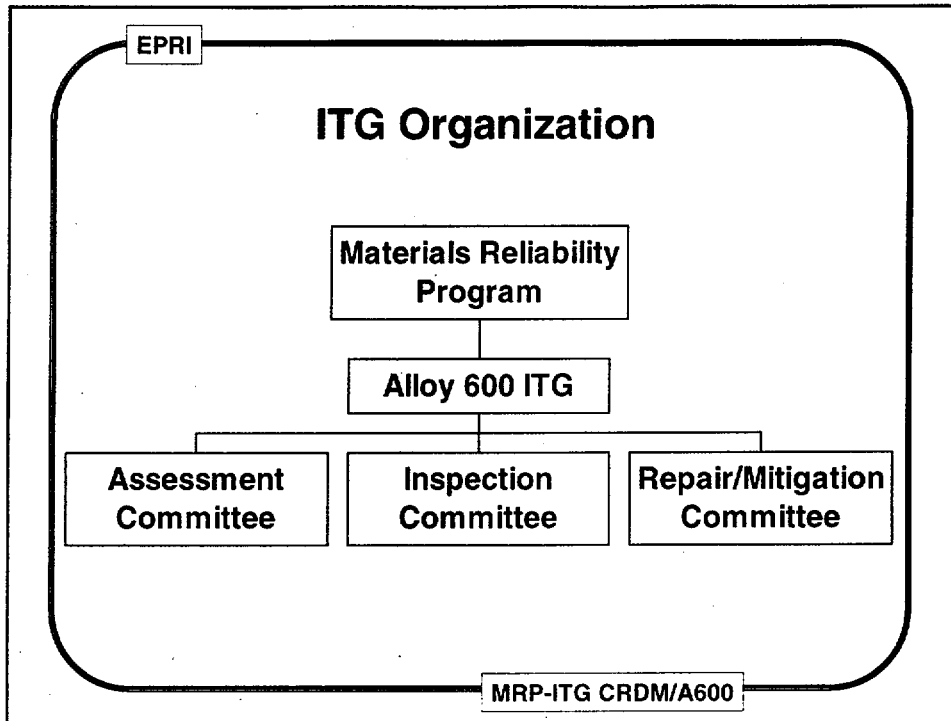 EPRI
ITG Organization
Materials Reliability
Program
Alloy 600 ITG
Assessment
Committee
Inspection
Committee
Repair/Mitigation
Committee
MRP-ITG CRDM/A600